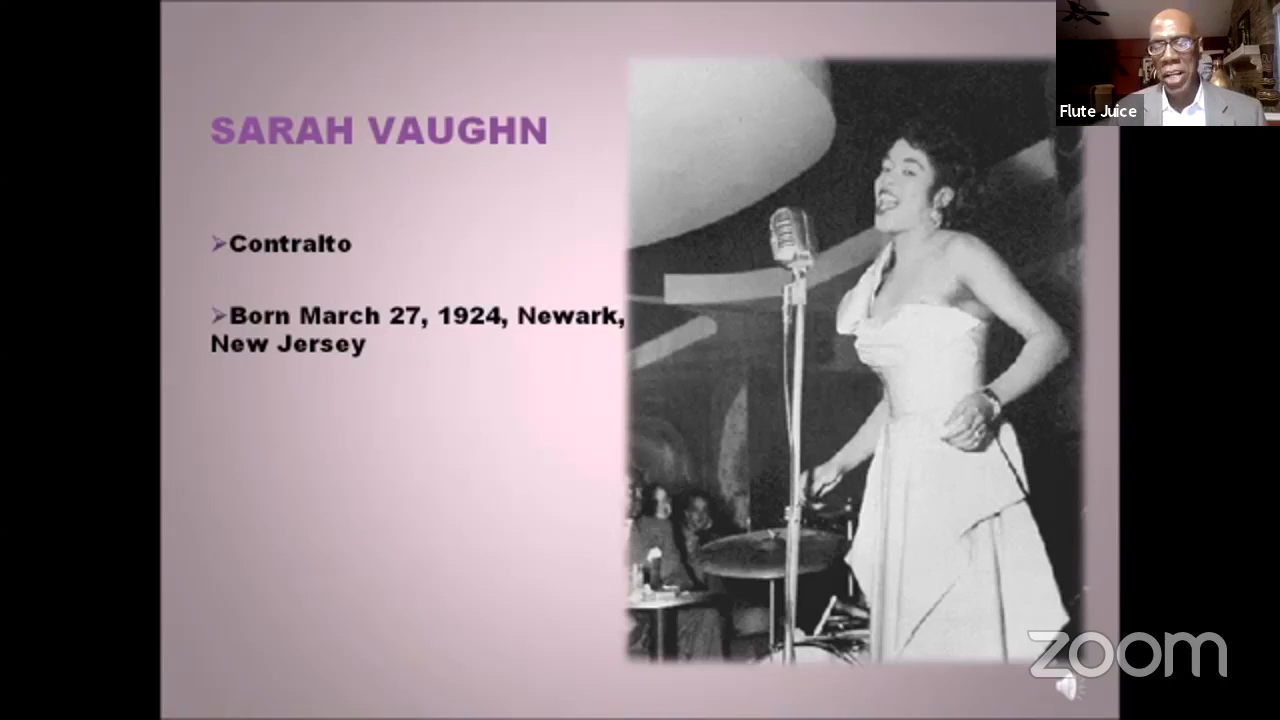 SARAH VAUGHN
➢Contralto
➢Born March 27, 1924, Newark,
New Jersey
Flute Juice
zoom